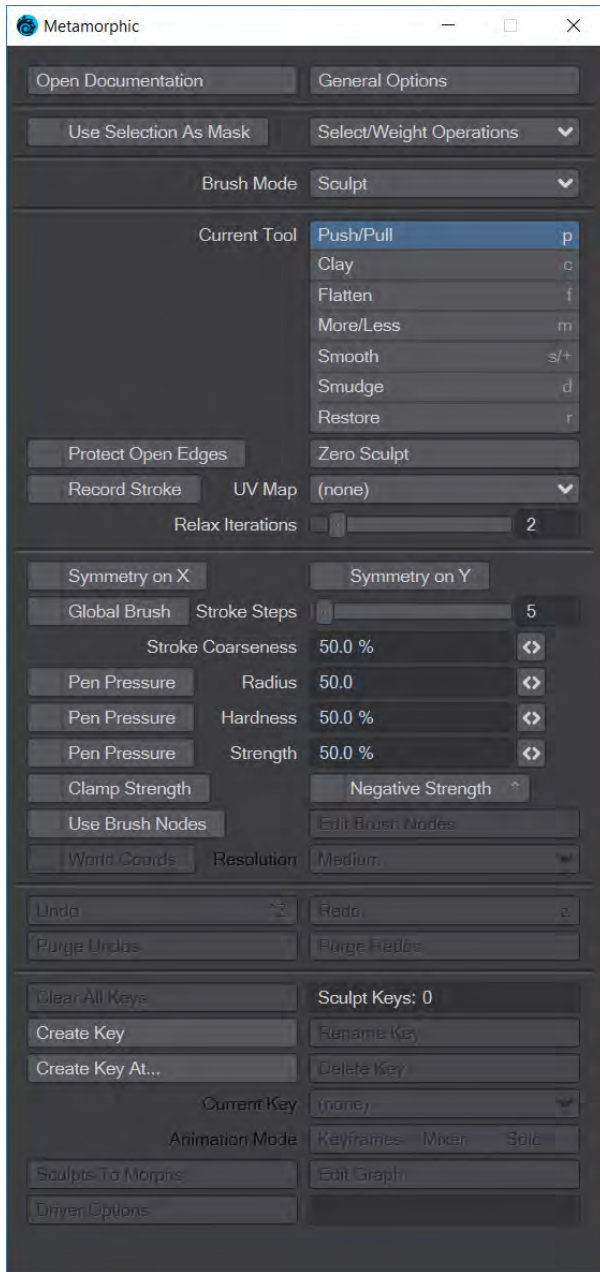 Metamorphic
Open Documentation General Options
Use Selection As Mask Select/Weight Operations
Brush Mode Sculpt
Current Tool Push/Pull p
Clay c
Flatten f
More/Less m
Smooth s/+
Smudge d
Restore r
Protect Open Edges Zero Sculpt
Record Stroke UV Map (none)
Relax Iterations 2
Symmetry on X Symmetry on Y
Global Brush Stroke Steps 5
Stroke Coarseness 50.0 %
Pen Pressure Radius 50.0
Pen Pressure Hardness 50.0 %
Pen Pressure Strength 50.0 %
Clamp Strength Negative Strength ^
Use Brush Nodes Edit Brush Nodes
World Coords Resolution Medium
Undo ^Z Redo z
Purge Undos Purge Redos
Clear All Keys Sculpt Keys: 0
Create Key Rename Key
Create Key At... Delete Key
Current Key (none)
Animation Mode Keyframes Mixer Solo
Sculpts To Morphs Edit Graph
Driver Options